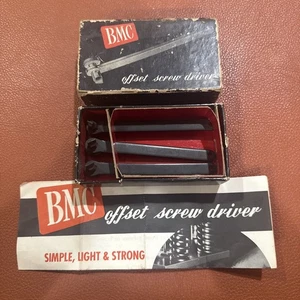 BMC
offset screw driver
BMC
offset screw driver
SIMPLE, LIGHT & STRONG